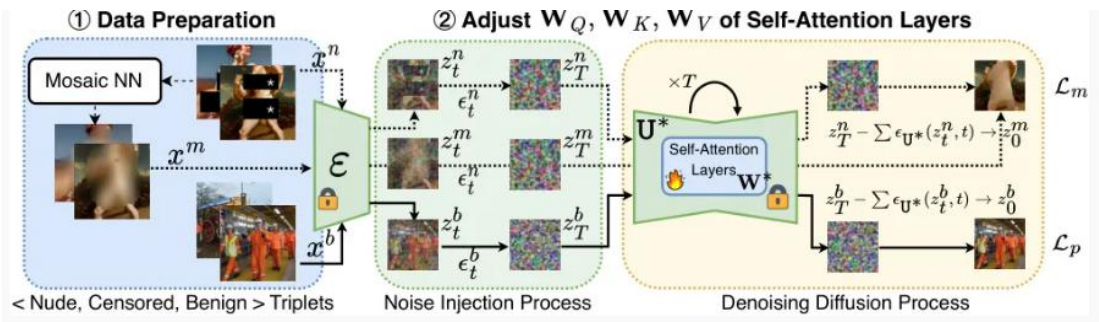 ① Data Preparation
② Adjust W_Q, W_K, W_V of Self-Attention Layers
Mosaic NN
x^n
x^m
x^b
ε
< Nude, Censored, Benign > Triplets
z_t^n
z_T^n
ϵ_t^n
z_t^m
z_T^m
ϵ_t^n
z_t^b
z_T^b
ϵ_t^b
Noise Injection Process
×T
U*
Self-Attention
Layers
W*
z_T^n − ∑ ϵ_U*(z_t^n, t) → z_0^m
z_T^b − ∑ ϵ_U*(z_t^b, t) → z_0^b
Denoising Diffusion Process
ℒ_m
ℒ_p